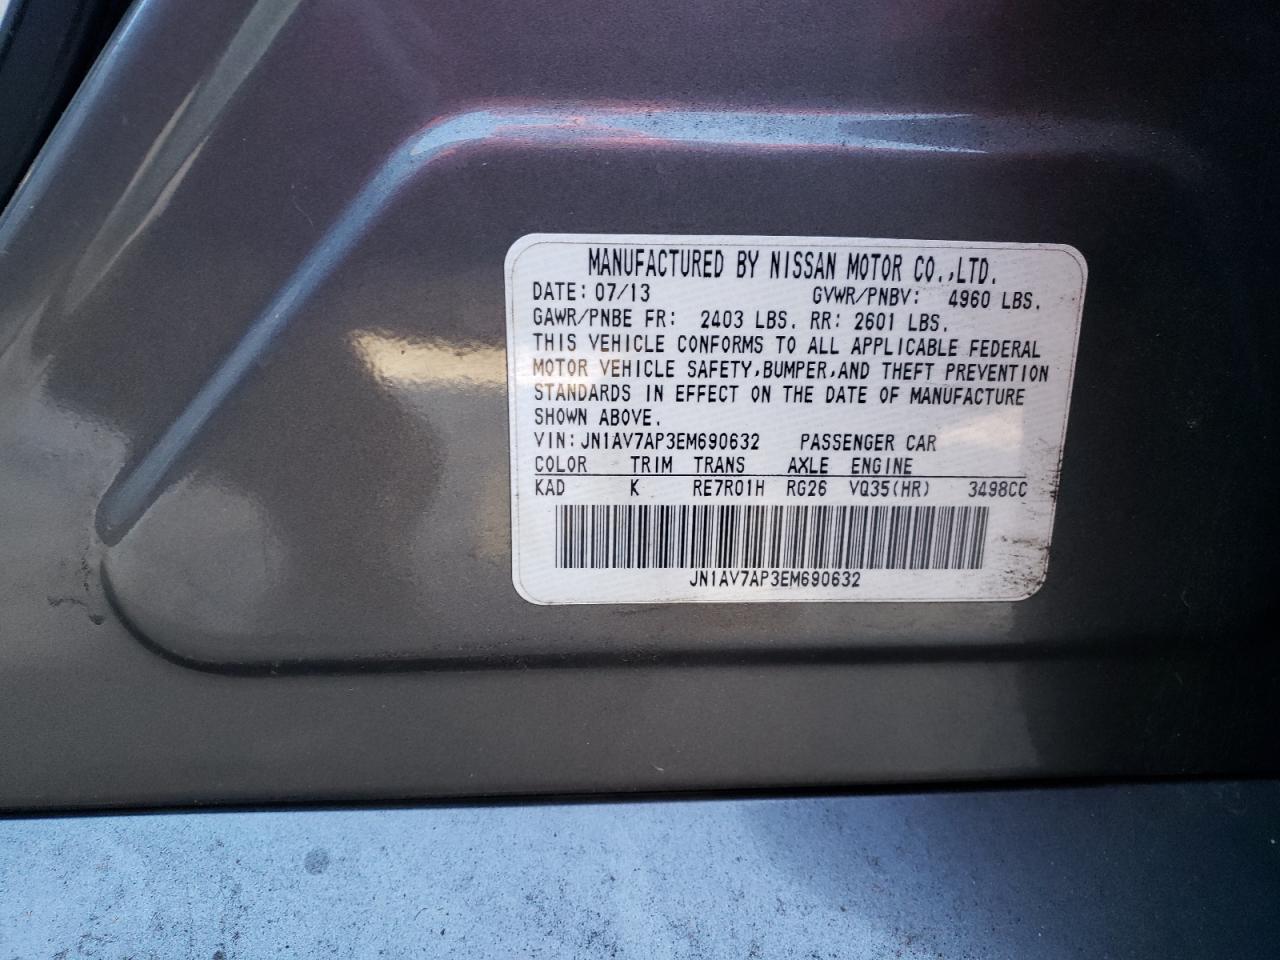 MANUFACTURED BY NISSAN MOTOR CO.,LTD.
DATE: 07/13 GVWR/PNBV: 4960 LBS.
GAWR/PNBE FR: 2403 LBS. RR: 2601 LBS.
THIS VEHICLE CONFORMS TO ALL APPLICABLE FEDERAL
MOTOR VEHICLE SAFETY,BUMPER,AND THEFT PREVENTION
STANDARDS IN EFFECT ON THE DATE OF MANUFACTURE
SHOWN ABOVE.
VIN:JN1AV7AP3EM690632 PASSENGER CAR
COLOR TRIM TRANS AXLE ENGINE
KAD K RE7R01H RG26 VQ35(HR) 3498CC
JN1AV7AP3EM690632